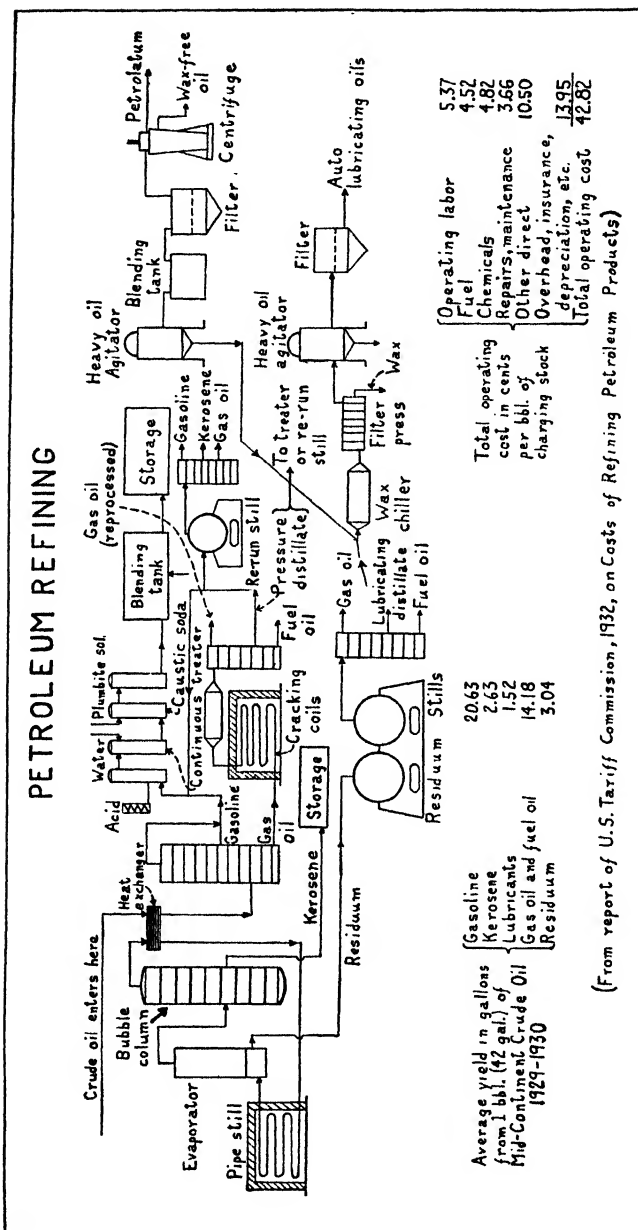 PETROLEUM REFINING
Crude oil enters here
Heat
exchanger
Bubble
column
Evaporator
Pipe still
Acid
Water
Plumbite sol.
Caustic soda
Continuous treater
Gasoline
Gas
oil
Cracking
coils
Kerosene
Storage
Residuum
Blending
tank
Storage
Gas oil
(reprocessed)
Rerun still
Gasoline
Kerosene
Gas oil
Pressure
distillate
To treater
or re-run
still
Fuel
oil
Heavy oil
Agitator
Blending
tank
Filter
Centrifuge
Petrolatum
Wax-free
oil
Residuum Stills
Gas oil
Lubricating
distillate
Fuel oil
Wax
chiller
Filter
press
Wax
Heavy oil
agitator
Filter
Auto
lubricating oils
Average yield in gallons
from 1 bbl. (42 gal.) of
Mid-Continent Crude Oil
1929-1930
Gasoline 20.63
Kerosene 2.63
Lubricants 1.52
Gas oil and fuel oil 14.18
Residuum 3.04
Total operating
cost in cents
per bbl. of
charging stock
Operating labor 5.37
Fuel 4.52
Chemicals 4.82
Repairs, maintenance 3.66
Other direct 10.50
Overhead, insurance,
depreciation, etc. 13.95
Total operating cost 42.82
(From report of U.S. Tariff Commission, 1932, on Costs of Refining Petroleum Products)